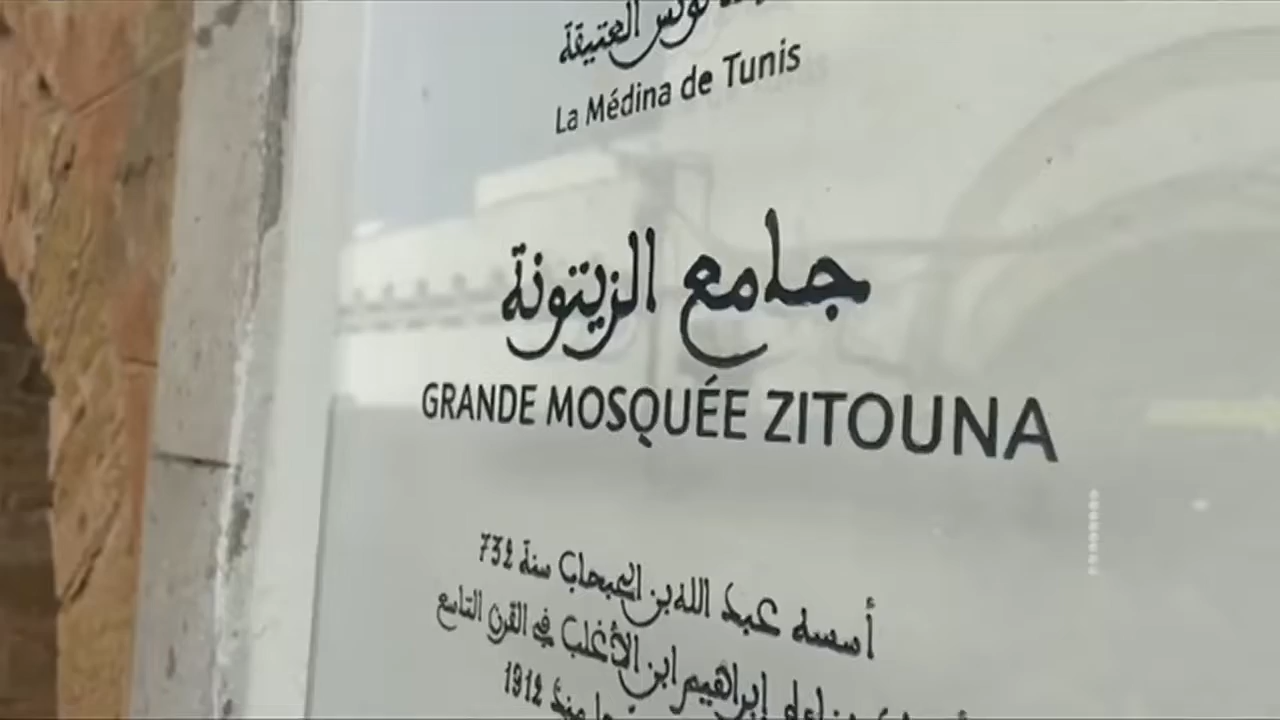 تونس العتيقة
La Médina de Tunis
جامع الزيتونة
GRANDE MOSQUÉE ZITOUNA
أسسه عبد الله بن الحبحاب سنة 732
إبراهيم ابن الأغلب في القرن التاسع
منذ 1912